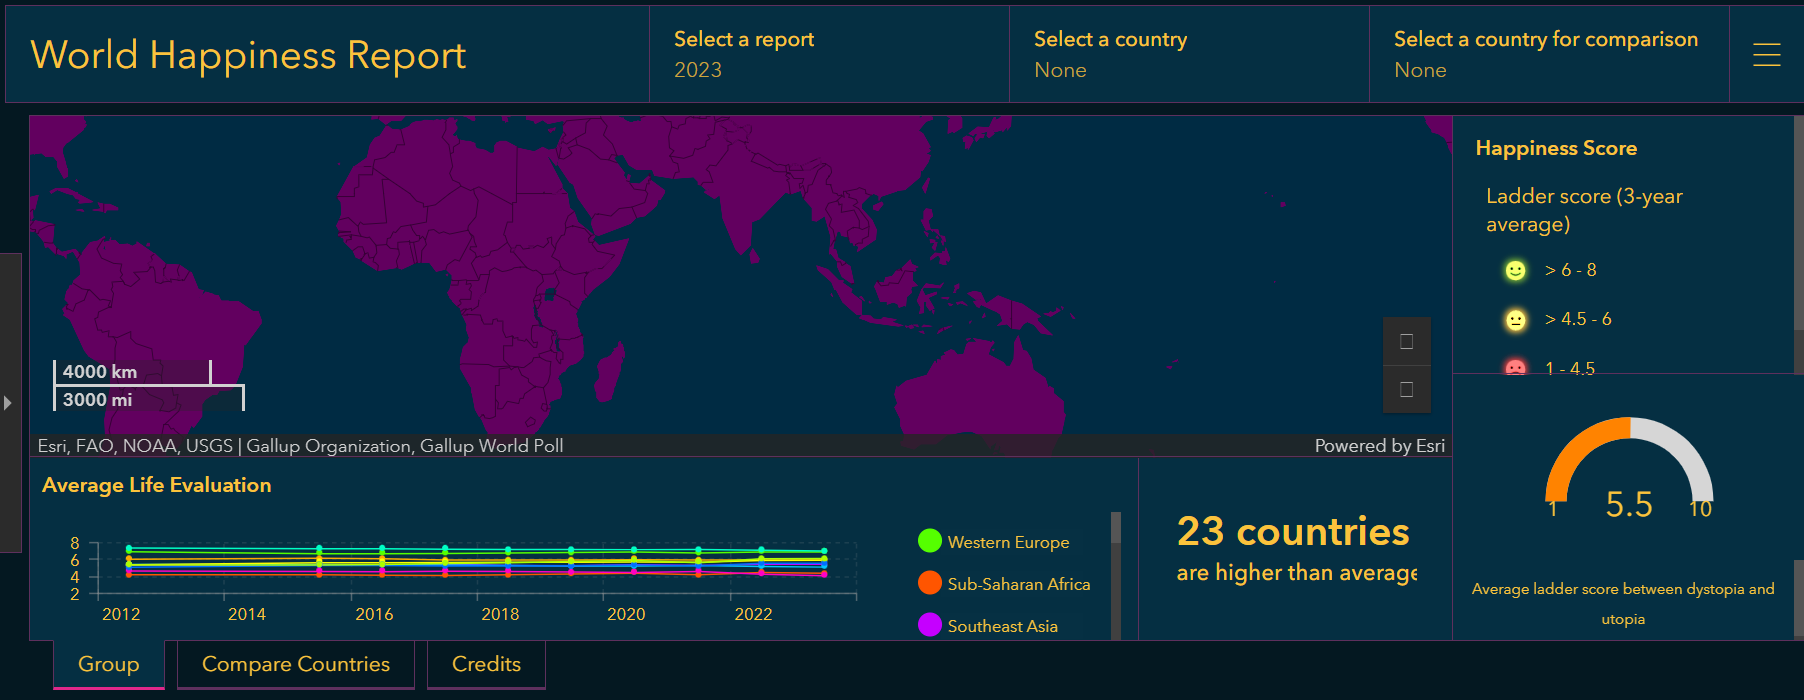 World Happiness Report
Select a report
2023
Select a country
None
Select a country for comparison
None
4000 km
3000 mi
Esri, FAO, NOAA, USGS | Gallup Organization, Gallup World Poll
Powered by Esri
Happiness Score
Ladder score (3-year
average)
> 6 - 8
> 4.5 - 6
1 - 4.5
Average Life Evaluation
8
6
4
2
2012
2014
2016
2018
2020
2022
Western Europe
Sub-Saharan Africa
Southeast Asia
23 countries
are higher than average
1
5.5
10
Average ladder score between dystopia and
utopia
Group
Compare Countries
Credits